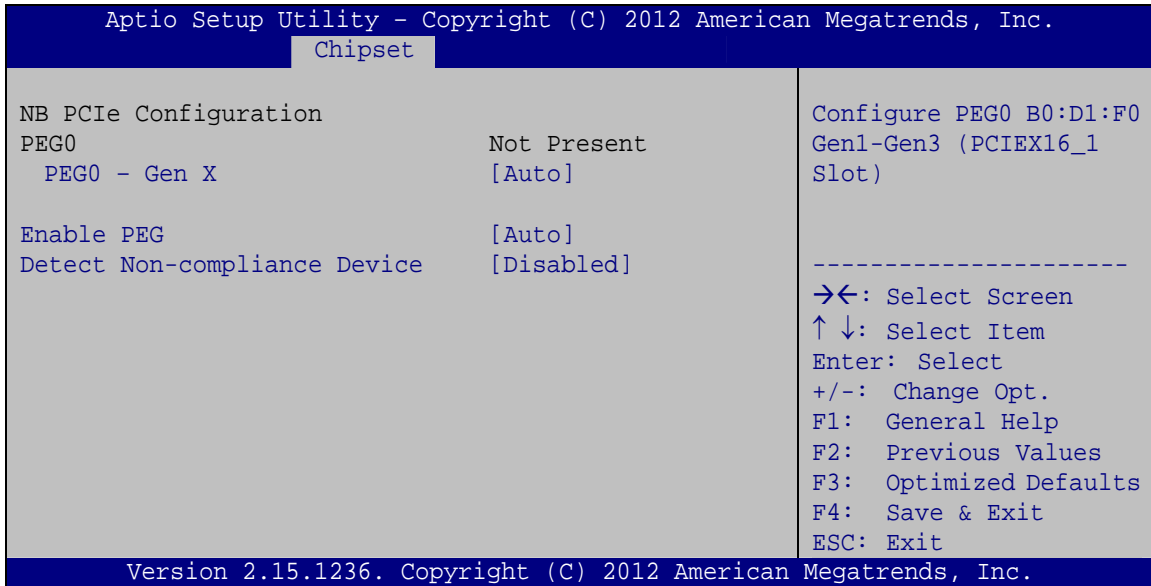 Aptio Setup Utility – Copyright (C) 2012 American Megatrends, Inc.
Chipset
NB PCIe Configuration
PEG0 Not Present
PEG0 – Gen X [Auto]
Enable PEG [Auto]
Detect Non-compliance Device [Disabled]
Configure PEG0 B0:D1:F0
Gen1-Gen3 (PCIEX16_1
Slot)
----------------------
→←: Select Screen
↑ ↓: Select Item
Enter: Select
+/-: Change Opt.
F1: General Help
F2: Previous Values
F3: Optimized Defaults
F4: Save & Exit
ESC: Exit
Version 2.15.1236. Copyright (C) 2012 American Megatrends, Inc.